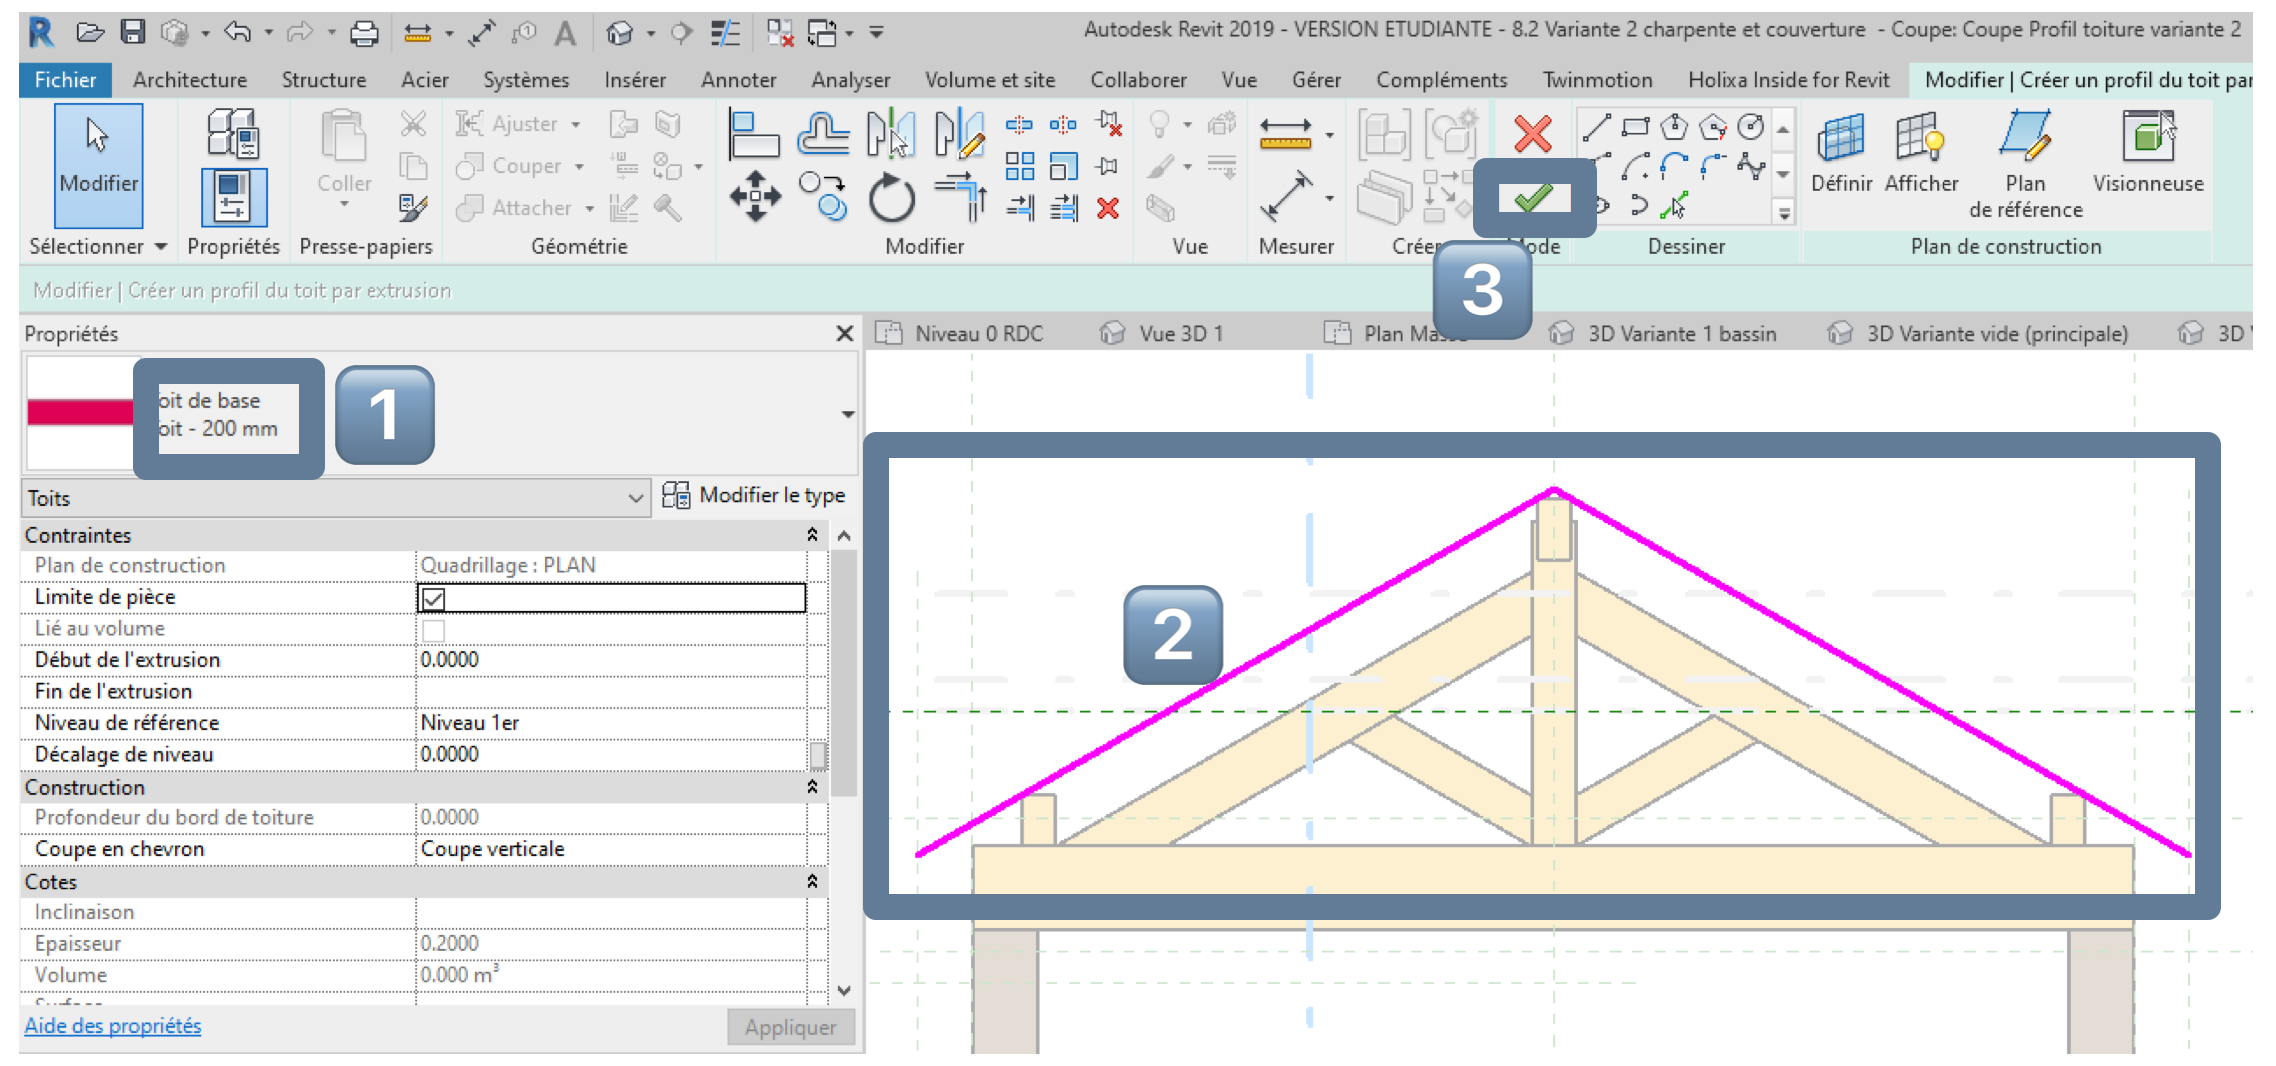 Autodesk Revit 2019 - VERSION ETUDIANTE - 8.2 Variante 2 charpente et couverture - Coupe: Coupe Profil toiture variante 2
Fichier Architecture Structure Acier Systèmes Insérer Annoter Analyser Volume et site Collaborer Vue Gérer Compléments Twinmotion Holixa Inside for Revit Modifier | Créer un profil du toit par
Modifier
Coller
Ajuster
Couper
Attacher
Définir Afficher Plan de référence Visionneuse
Sélectionner Propriétés Presse-papiers Géométrie Modifier Vue Mesurer Créer Mode Dessiner Plan de construction
Modifier | Créer un profil du toit par extrusion
3
Propriétés
Niveau 0 RDC Vue 3D 1 Plan Masse 3D Variante 1 bassin 3D Variante vide (principale) 3D
oit de base
oit - 200 mm
1
Toits Modifier le type
Contraintes
Plan de construction Quadrillage : PLAN
Limite de pièce
Lié au volume
Début de l'extrusion 0.0000
Fin de l'extrusion
Niveau de référence Niveau 1er
Décalage de niveau 0.0000
Construction
Profondeur du bord de toiture 0.0000
Coupe en chevron Coupe verticale
Cotes
Inclinaison
Epaisseur 0.2000
Volume 0.000 m³
Aide des propriétés Appliquer
2